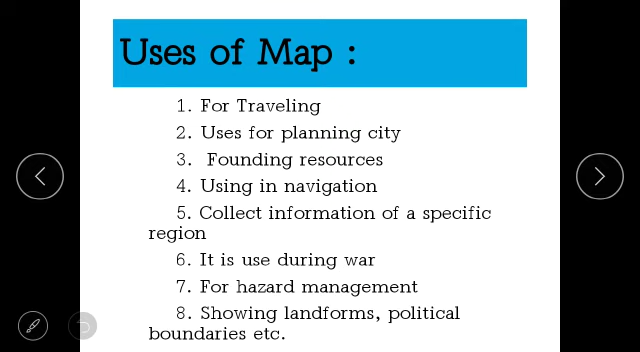 Uses of Map :
1. For Traveling
2. Uses for planning city
3. Founding resources
4. Using in navigation
5. Collect information of a specific
region
6. It is use during war
7. For hazard management
8. Showing landforms, political
boundaries etc.